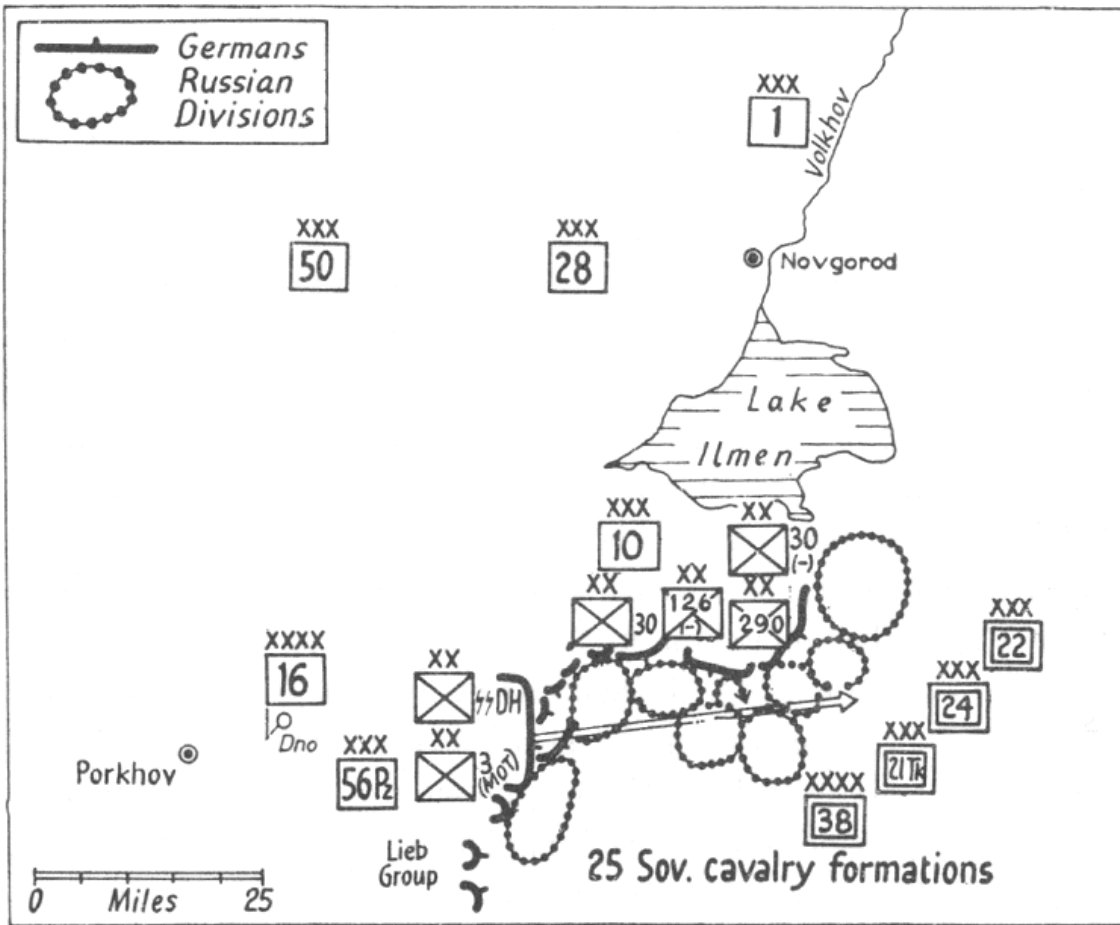 Germans
Russian
Divisions
XXX
1
Volkhov
XXX
50
XXX
28
Novgorod
Lake
Ilmen
XXX
10
XX
30
(-)
XX
30
XX
126
(-)
XX
290
XXXX
16
Dno
XX
SS DH
XXX
22
XXX
24
XXX
21 Tk
XXXX
38
Porkhov
XXX
56 Pz
XX
3
(MOT)
Lieb
Group
25 Sov. cavalry formations
0 Miles 25